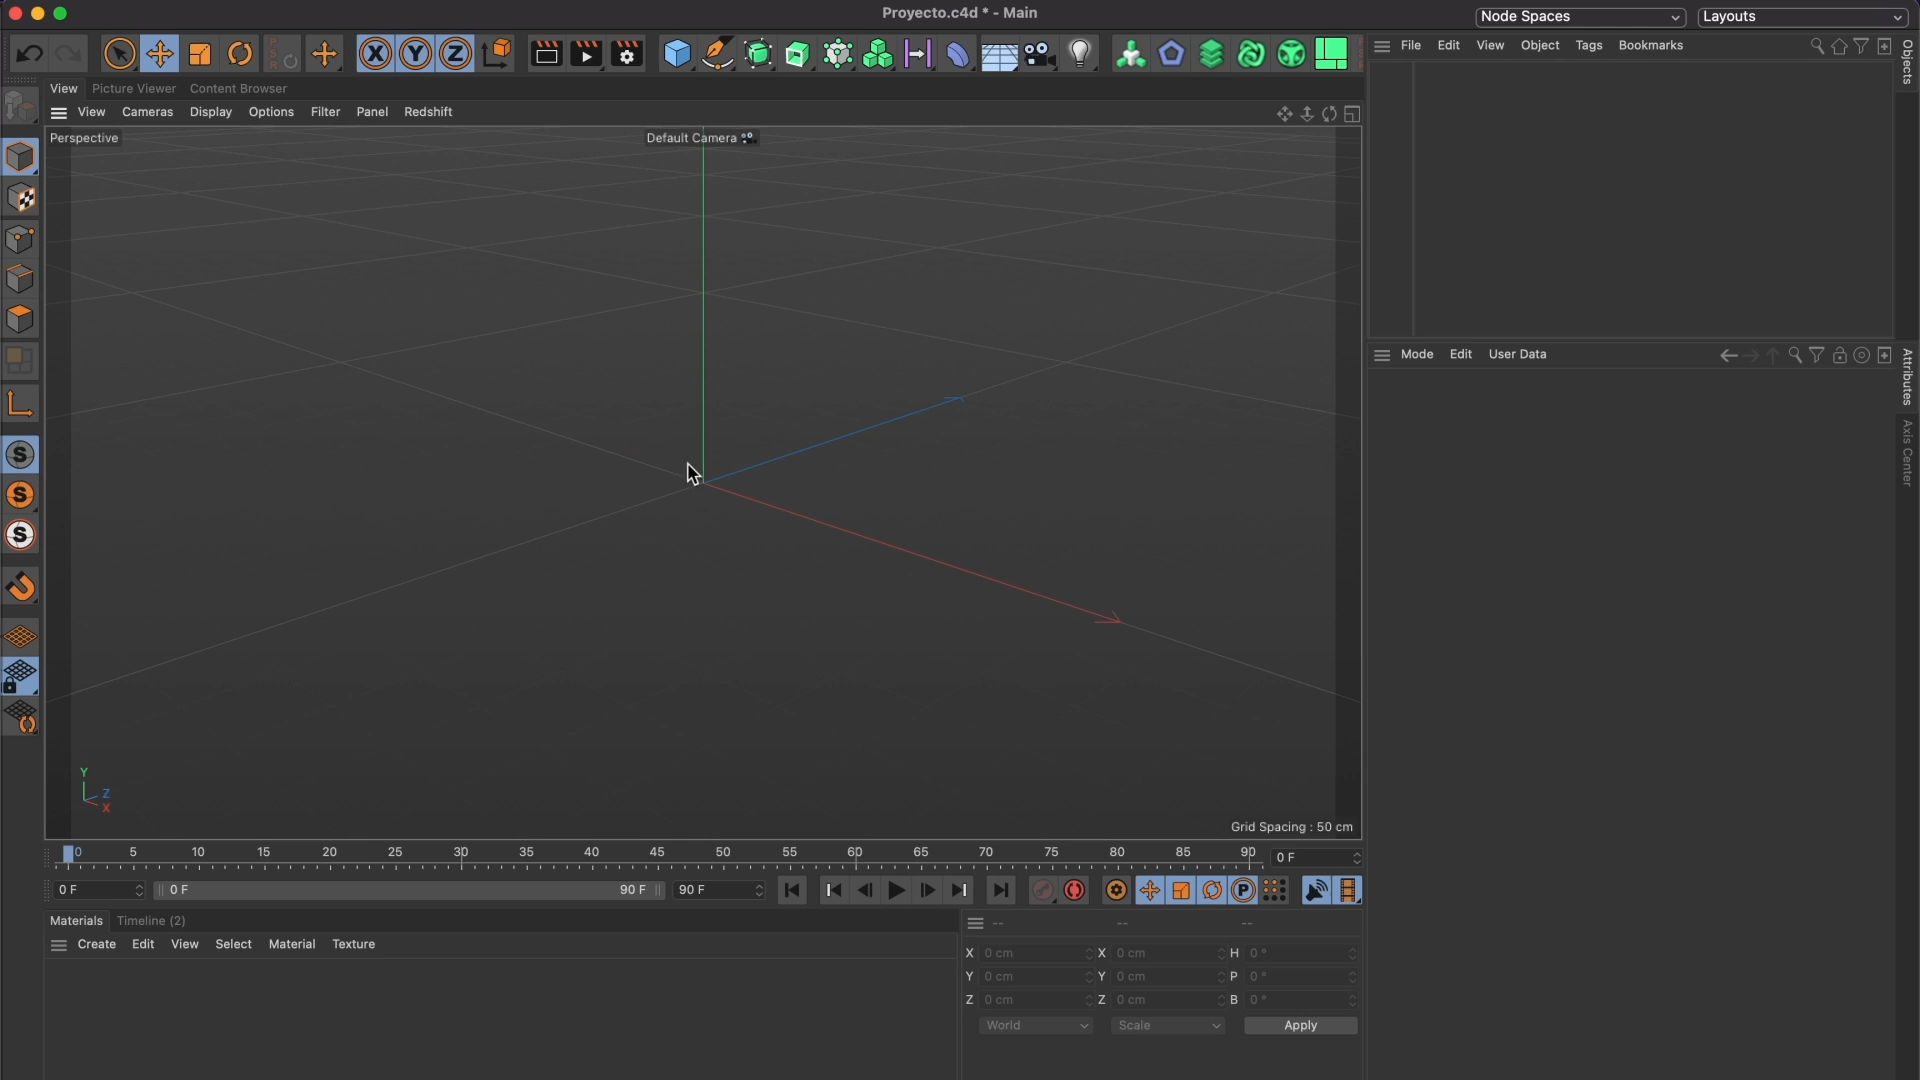 Proyecto.c4d * - Main
Node Spaces
Layouts
PSR
X
Y
Z
File Edit View Object Tags Bookmarks
Objects
View Picture Viewer Content Browser
View Cameras Display Options Filter Panel Redshift
Perspective
Default Camera
Mode Edit User Data
Attributes
Axis Center
S
S
S
Y
Z
X
Grid Spacing : 50 cm
0 5 10 15 20 25 30 35 40 45 50 55 60 65 70 75 80 85 90
0 F
0 F
0 F
90 F
90 F
P
Materials Timeline (2)
Create Edit View Select Material Texture
-- -- --
X 0 cm X 0 cm H 0 °
Y 0 cm Y 0 cm P 0 °
Z 0 cm Z 0 cm B 0 °
World Scale Apply